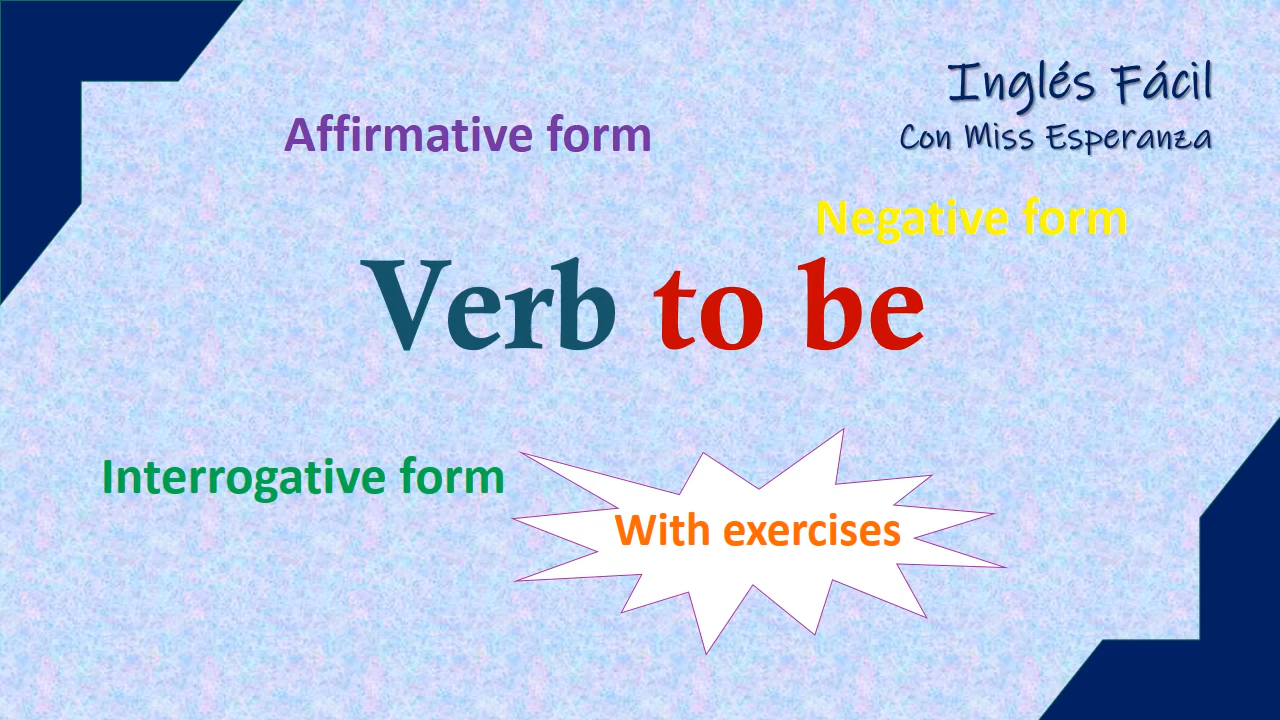 Inglés Fácil
Con Miss Esperanza
Affirmative form
Negative form
Verb to be
Interrogative form
With exercises